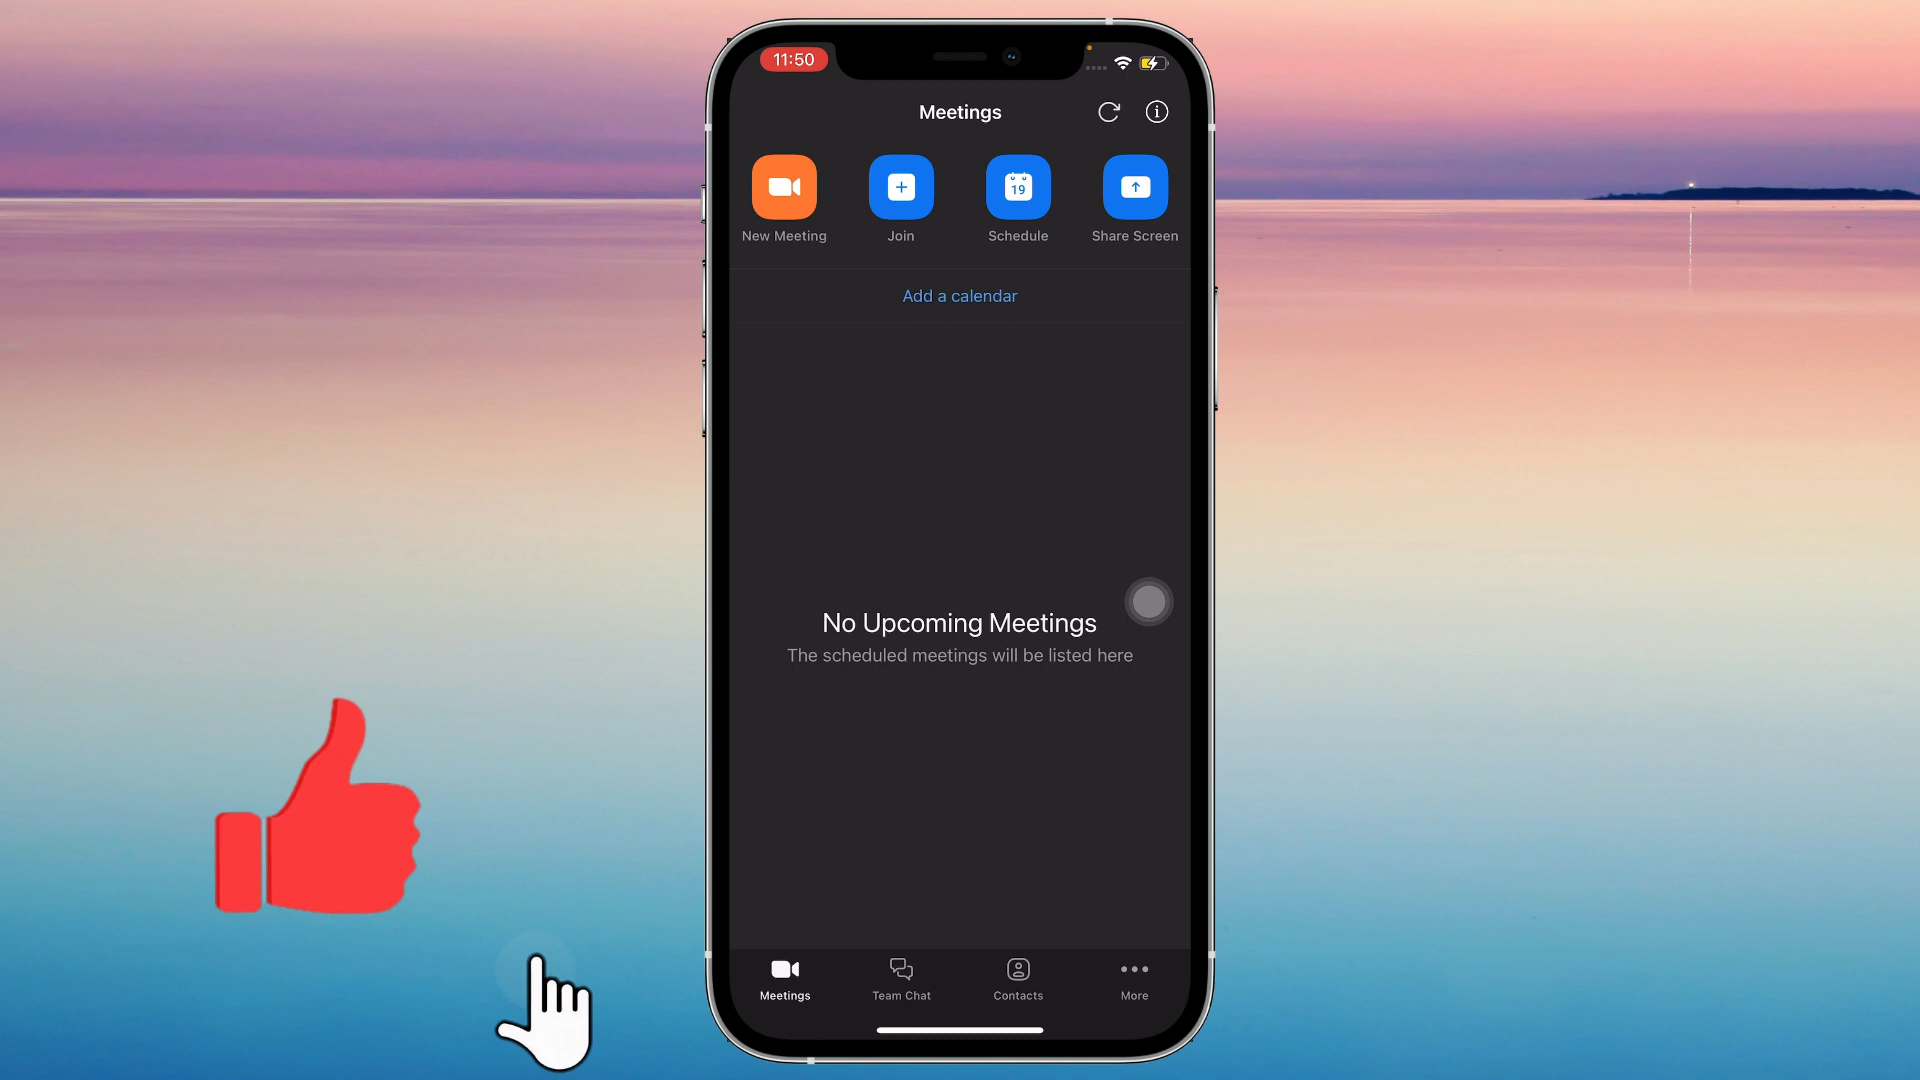 11:50
Meetings
19
New Meeting
Join
Schedule
Share Screen
Add a calendar
No Upcoming Meetings
The scheduled meetings will be listed here
Meetings
Team Chat
Contacts
More